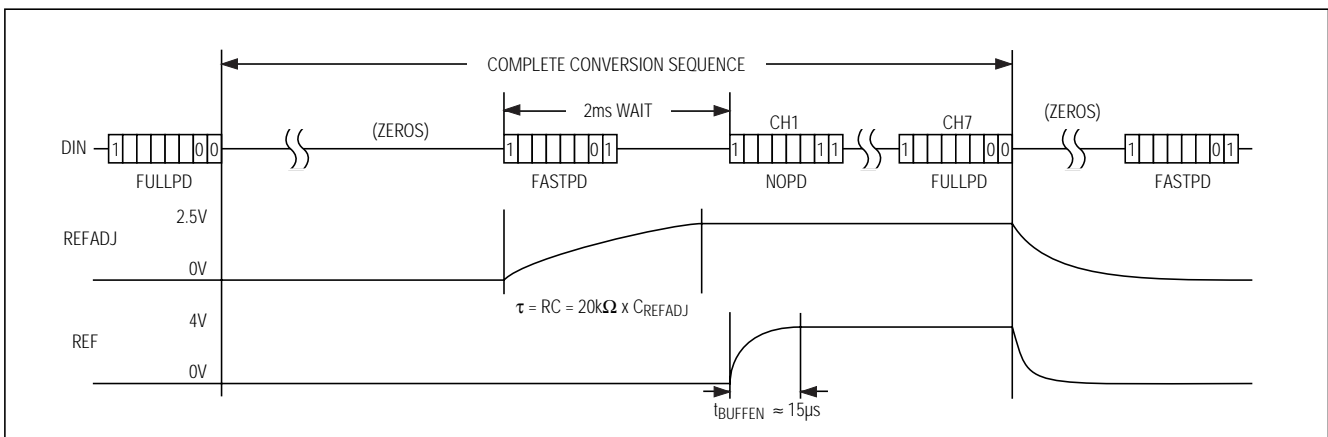 COMPLETE CONVERSION SEQUENCE
2ms WAIT
(ZEROS) CH1 CH7 (ZEROS)
DIN 1 0 0 1 0 1 1 1 1 1 0 0 1 0 1
FULLPD FASTPD NOPD FULLPD FASTPD
2.5V
REFADJ
0V
τ = RC = 20kΩ x CREFADJ
4V
REF
0V
tBUFFEN ≈ 15µs